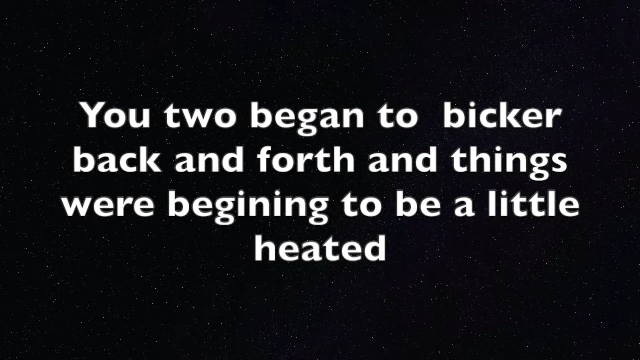 You two began to  bicker
back and forth and things
were begining to be a little
heated